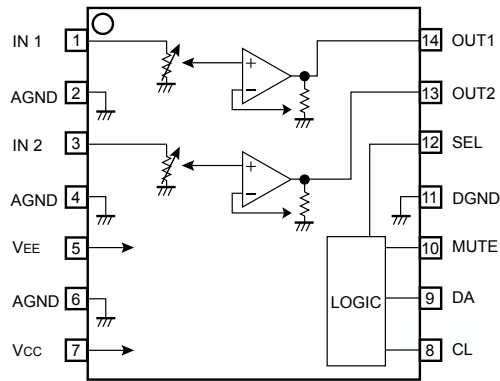 IN 1
1
AGND
2
IN 2
3
AGND
4
VEE
5
AGND
6
VCC
7
+
−
+
−
LOGIC
14
OUT1
13
OUT2
12
SEL
11
DGND
10
MUTE
9
DA
8
CL